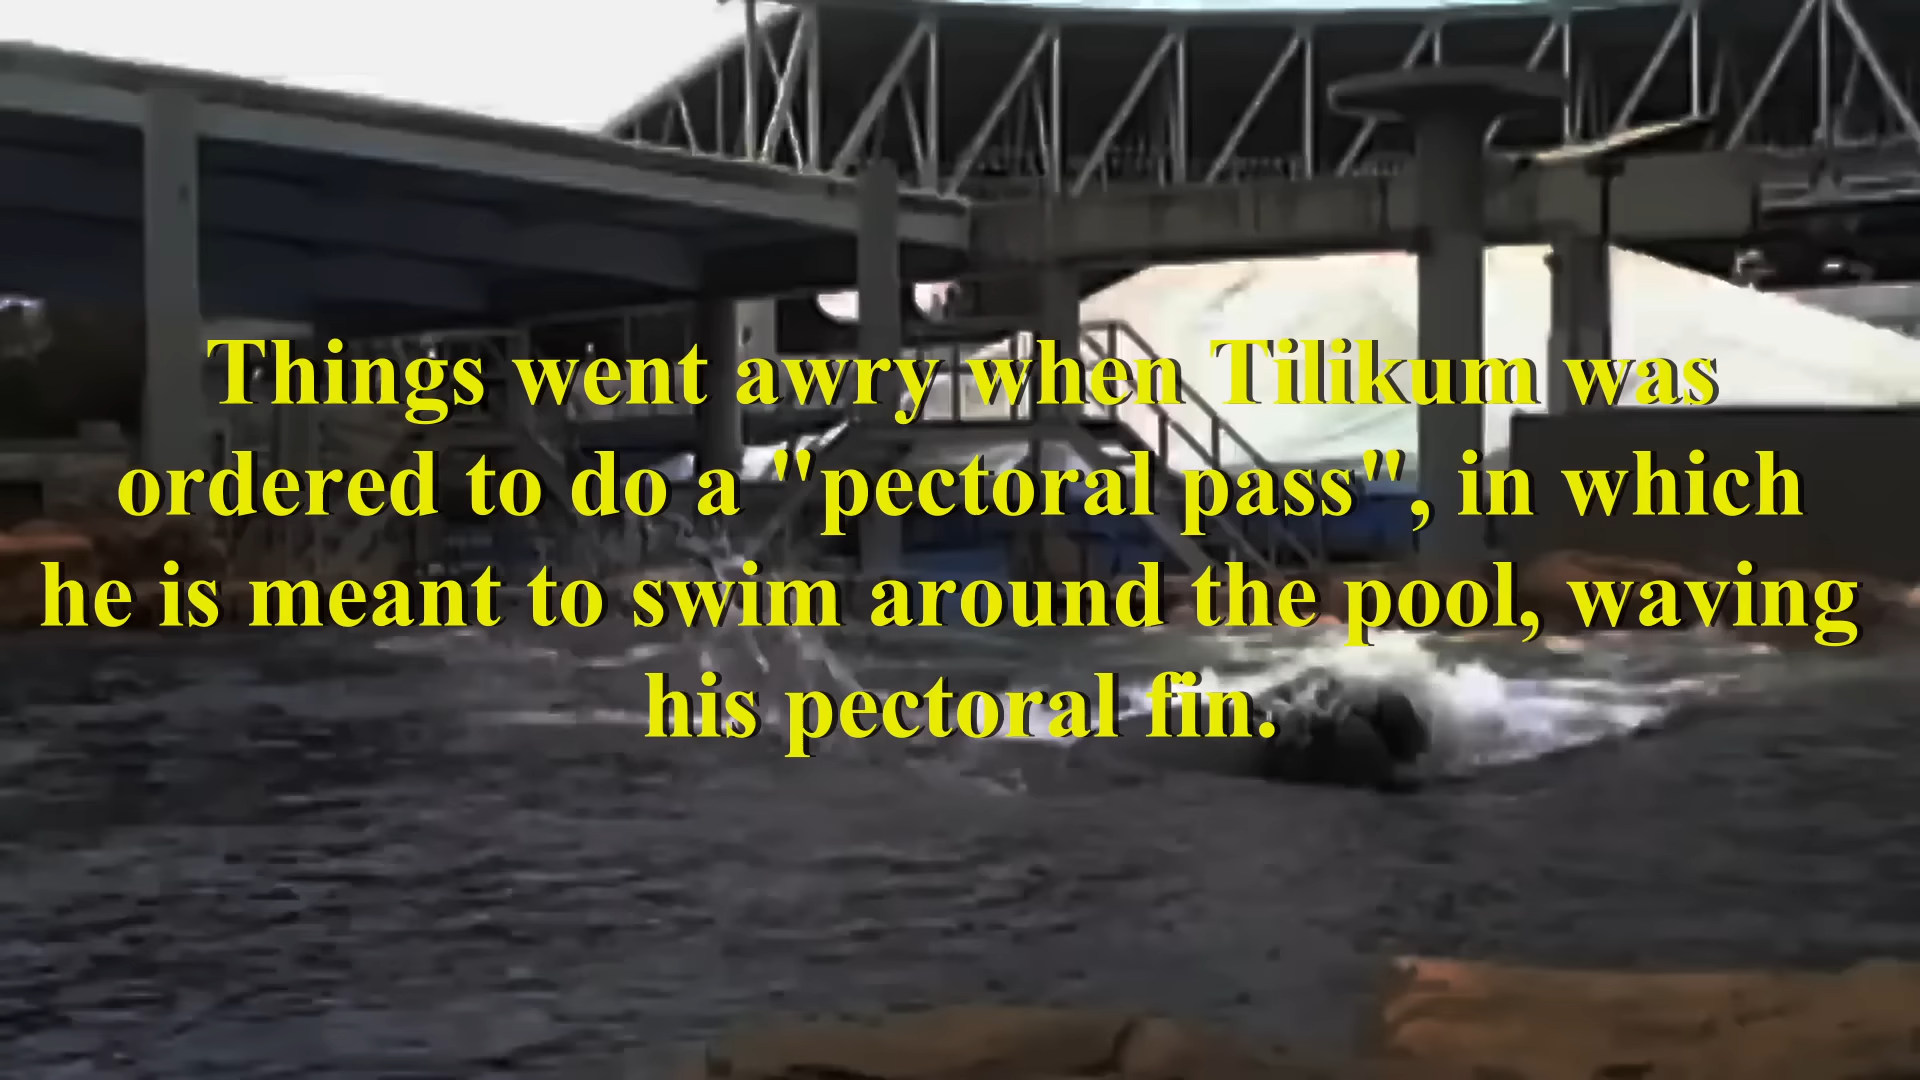 Things went awry when Tilikum was
ordered to do a "pectoral pass", in which
he is meant to swim around the pool, waving
his pectoral fin.